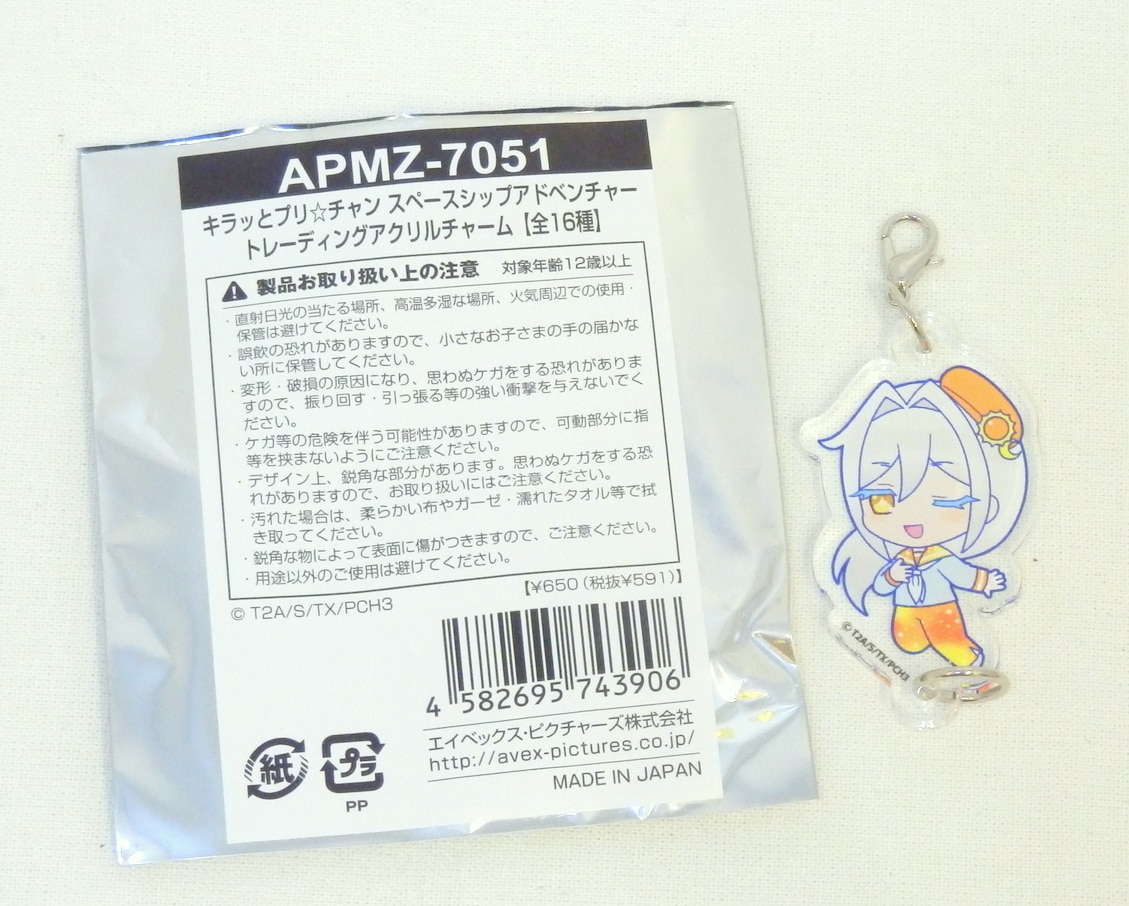 APMZ-7051
キラッとプリ☆チャン スペースシップアドベンチャー
トレーディングアクリルチャーム【全16種】
製品お取り扱い上の注意 対象年齢12歳以上
・直射日光の当たる場所、高温多湿な場所、火気周辺での使用・
保管は避けてください。
・誤飲の恐れがありますので、小さなお子さまの手の届かな
い所に保管してください。
・変形・破損の原因になり、思わぬケガをする恐れがありま
すので、振り回す・引っ張る等の強い衝撃を与えないでく
ださい。
・ケガ等の危険を伴う可能性がありますので、可動部分に指
等を挟まないようにご注意ください。
・デザイン上、鋭角な部分があります。思わぬケガをする恐
れがありますので、お取り扱いにはご注意ください。
・汚れた場合は、柔らかい布やガーゼ・濡れたタオル等で拭
き取ってください。
・鋭角な物によって表面に傷がつきますので、ご注意ください。
・用途以外のご使用は避けてください。
【¥650（税抜¥591）】
© T2A/S/TX/PCH3
4 582695 743906
エイベックス・ピクチャーズ株式会社
http://avex-pictures.co.jp/
MADE IN JAPAN
紙
プラ
PP
© T2A/S/TX/PCH3